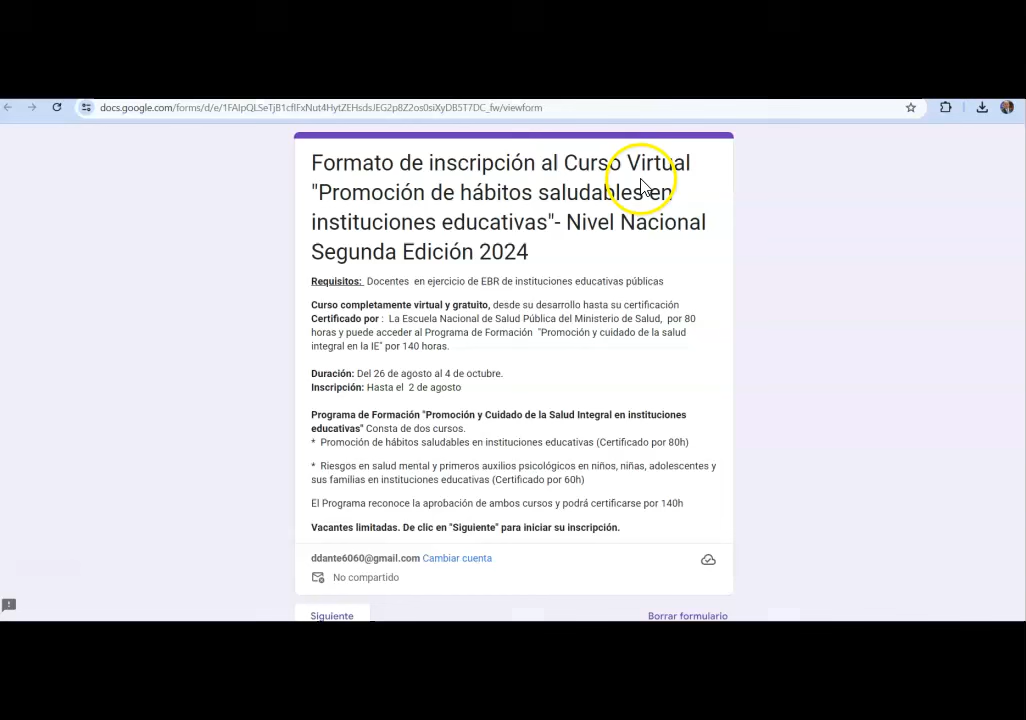 docs.google.com/forms/d/e/1FAIpQLSeTjB1cflFxNut4HytZEHsdsJEG2p8Z2os0siXyDB5T7DC_fw/viewform
Formato de inscripción al Curso Virtual
"Promoción de hábitos saludables en
instituciones educativas"- Nivel Nacional
Segunda Edición 2024
Requisitos: Docentes en ejercicio de EBR de instituciones educativas públicas
Curso completamente virtual y gratuito, desde su desarrollo hasta su certificación
Certificado por : La Escuela Nacional de Salud Pública del Ministerio de Salud, por 80
horas y puede acceder al Programa de Formación "Promoción y cuidado de la salud
integral en la IE" por 140 horas.
Duración: Del 26 de agosto al 4 de octubre.
Inscripción: Hasta el 2 de agosto
Programa de Formación "Promoción y Cuidado de la Salud Integral en instituciones
educativas" Consta de dos cursos.
* Promoción de hábitos saludables en instituciones educativas (Certificado por 80h)
* Riesgos en salud mental y primeros auxilios psicológicos en niños, niñas, adolescentes y
sus familias en instituciones educativas (Certificado por 60h)
El Programa reconoce la aprobación de ambos cursos y podrá certificarse por 140h
Vacantes limitadas. De clic en "Siguiente" para iniciar su inscripción.
ddante6060@gmail.com Cambiar cuenta
No compartido
Siguiente Borrar formulario